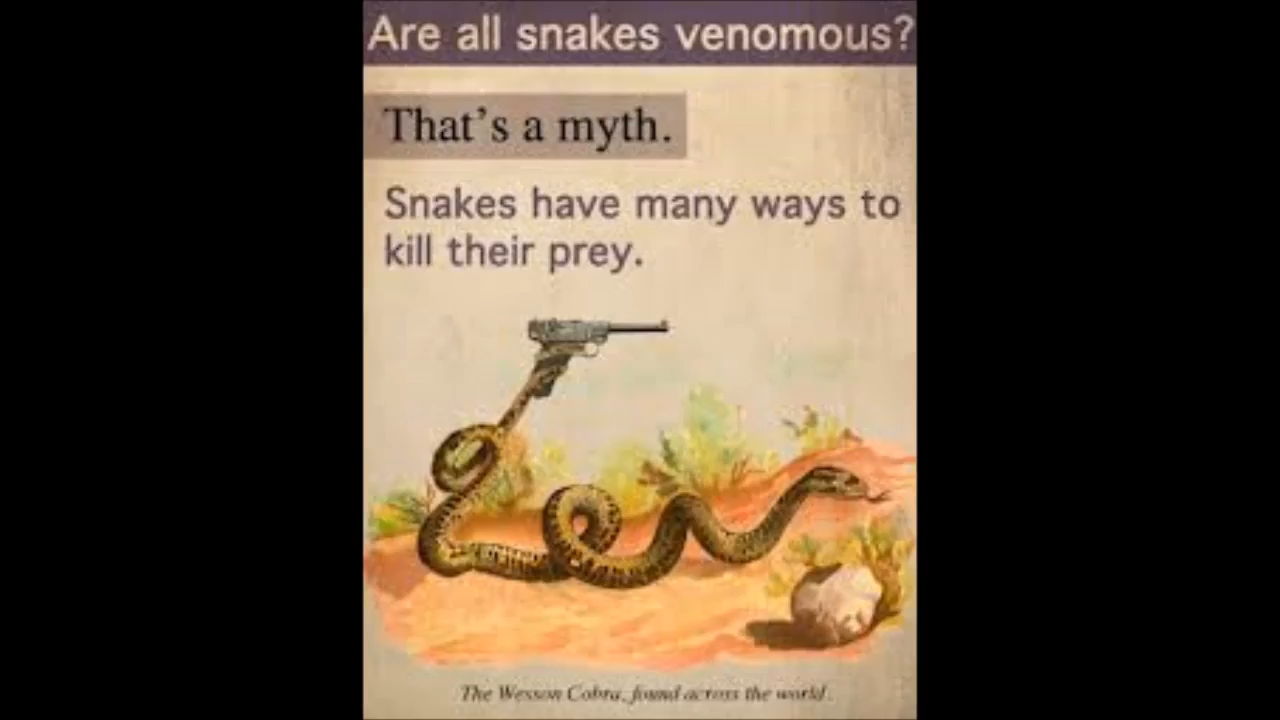 Are all snakes venomous?
That's a myth.
Snakes have many ways to
kill their prey.
The Wesson Cobra, found across the world.